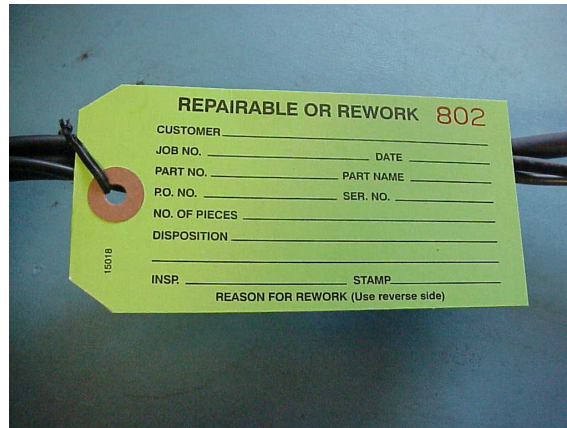 REPAIRABLE OR REWORK 802
CUSTOMER
JOB NO. DATE
PART NO. PART NAME
P.O. NO. SER. NO.
NO. OF PIECES
DISPOSITION
INSP. STAMP
REASON FOR REWORK (Use reverse side)
15018